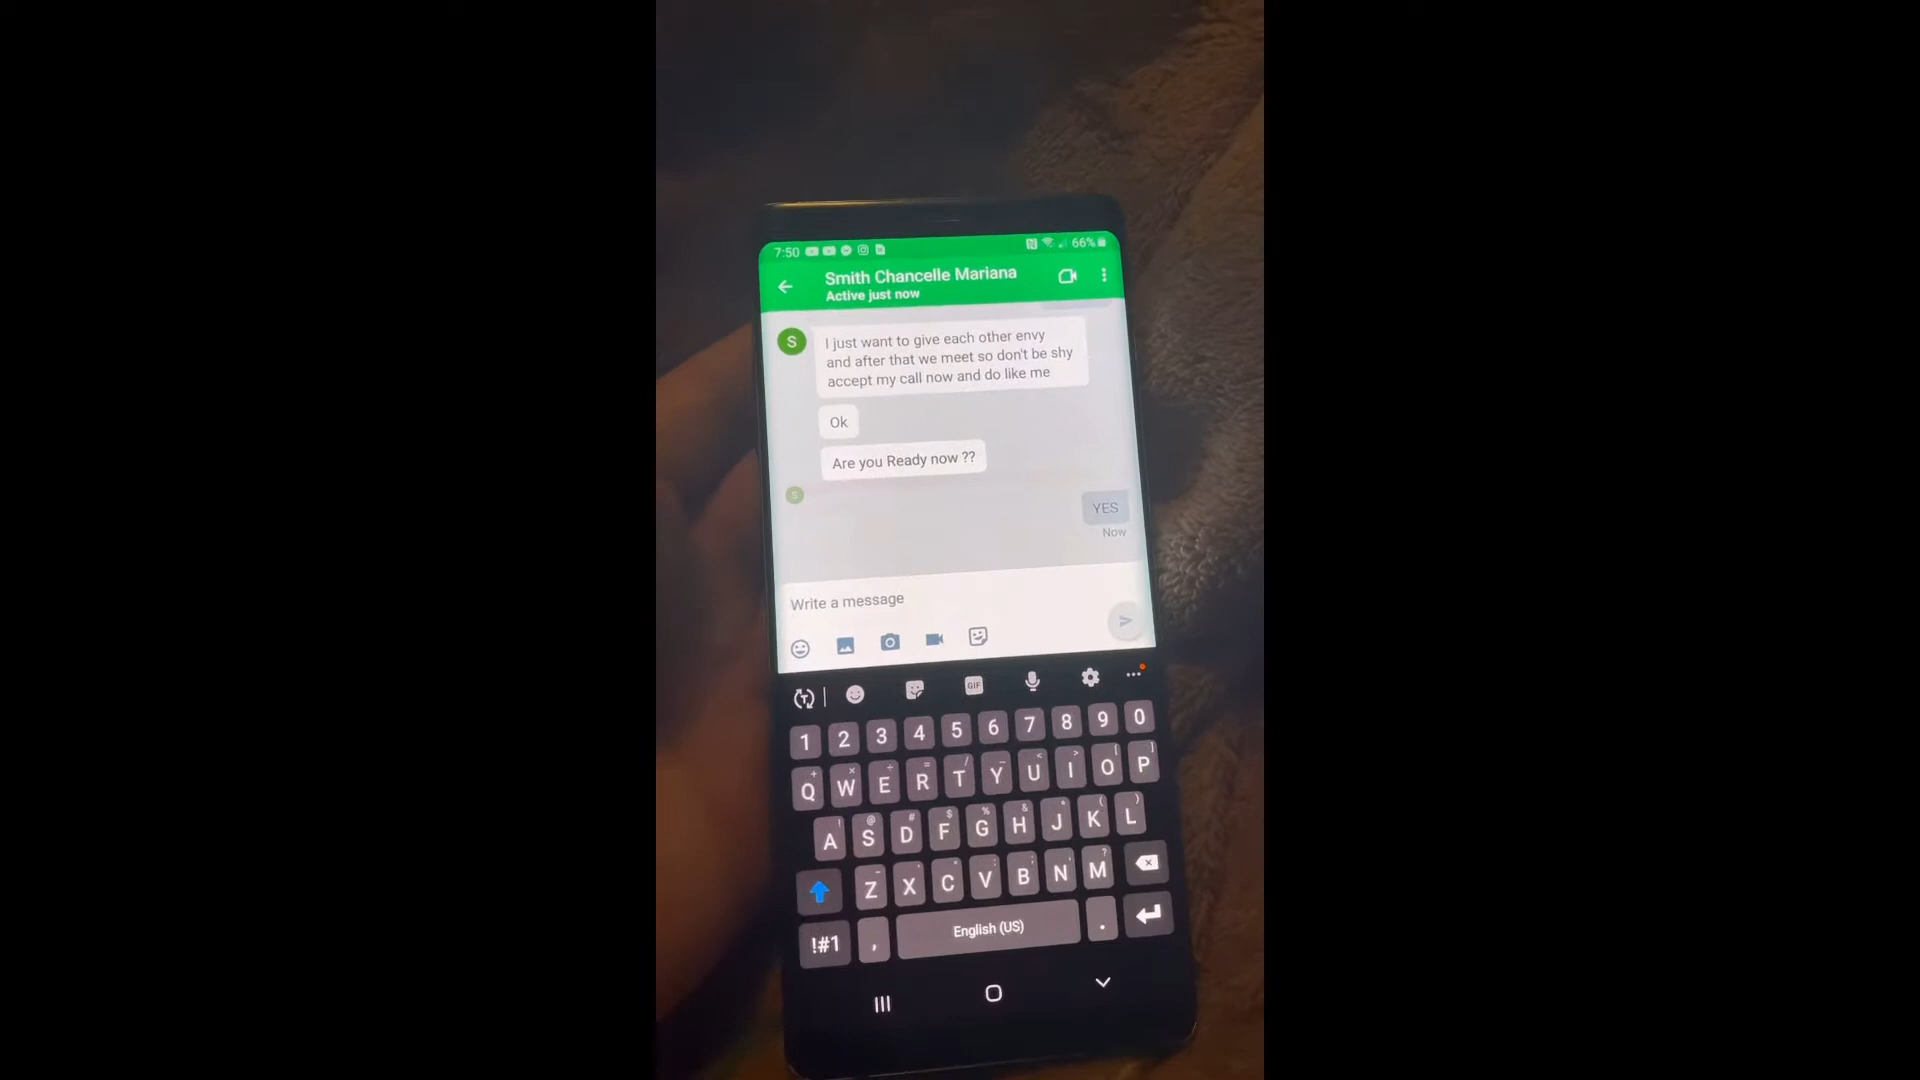 7:50
66%
Smith Chancelle Mariana
Active just now
S
I just want to give each other envy
and after that we meet so don't be shy
accept my call now and do like me
Ok
Are you Ready now ??
S
YES
Now
Write a message
GIF
1 2 3 4 5 6 7 8 9 0
Q W E R T Y U I O P
A S D F G H J K L
Z X C V B N M
!#1 , English (US) .